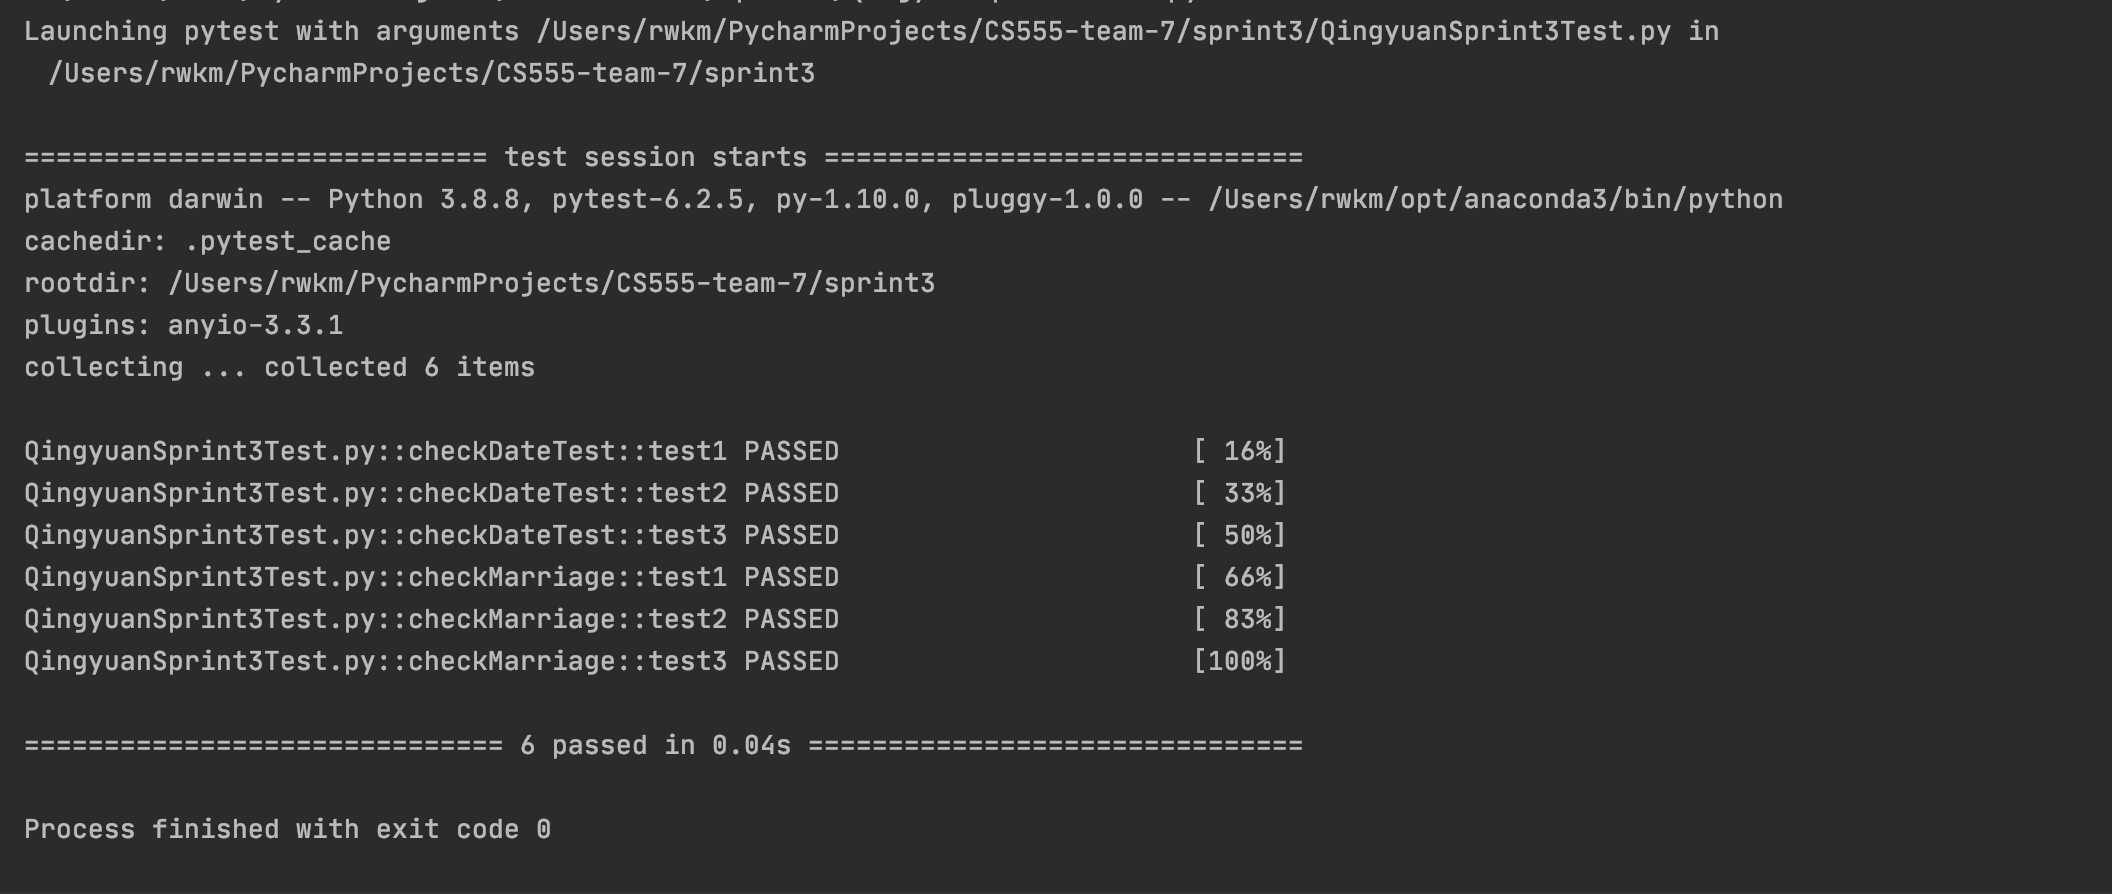 Launching pytest with arguments /Users/rwkm/PycharmProjects/CS555-team-7/sprint3/QingyuanSprint3Test.py in
/Users/rwkm/PycharmProjects/CS555-team-7/sprint3
============================= test session starts ==============================
platform darwin -- Python 3.8.8, pytest-6.2.5, py-1.10.0, pluggy-1.0.0 -- /Users/rwkm/opt/anaconda3/bin/python
cachedir: .pytest_cache
rootdir: /Users/rwkm/PycharmProjects/CS555-team-7/sprint3
plugins: anyio-3.3.1
collecting ... collected 6 items
QingyuanSprint3Test.py::checkDateTest::test1 PASSED [ 16%]
QingyuanSprint3Test.py::checkDateTest::test2 PASSED [ 33%]
QingyuanSprint3Test.py::checkDateTest::test3 PASSED [ 50%]
QingyuanSprint3Test.py::checkMarriage::test1 PASSED [ 66%]
QingyuanSprint3Test.py::checkMarriage::test2 PASSED [ 83%]
QingyuanSprint3Test.py::checkMarriage::test3 PASSED [100%]
============================== 6 passed in 0.04s ===============================
Process finished with exit code 0